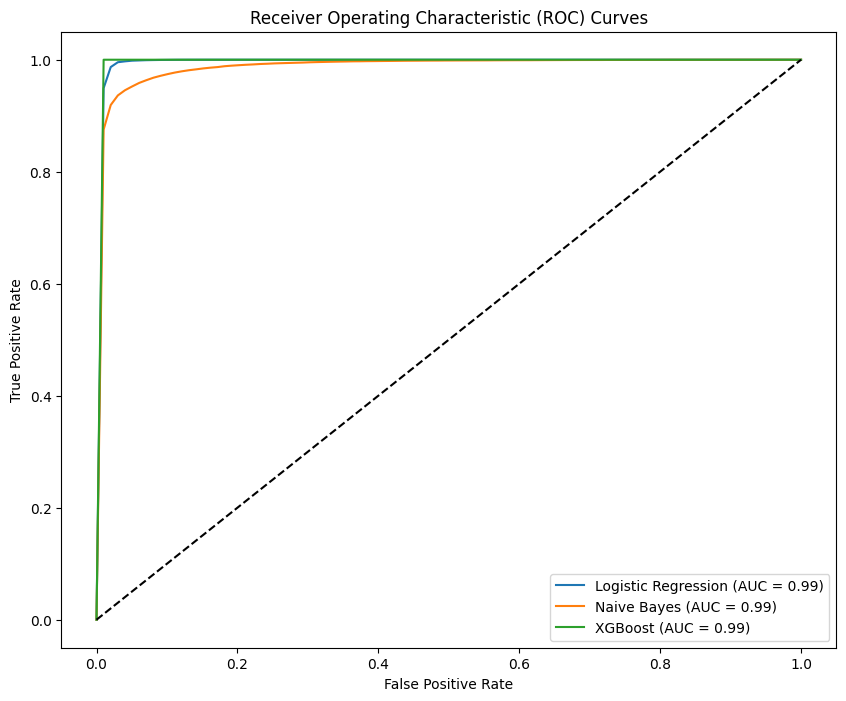 Receiver Operating Characteristic (ROC) Curves
True Positive Rate
1.0
0.8
0.6
0.4
0.2
0.0
Logistic Regression (AUC = 0.99)
Naive Bayes (AUC = 0.99)
XGBoost (AUC = 0.99)
0.0 0.2 0.4 0.6 0.8 1.0
False Positive Rate